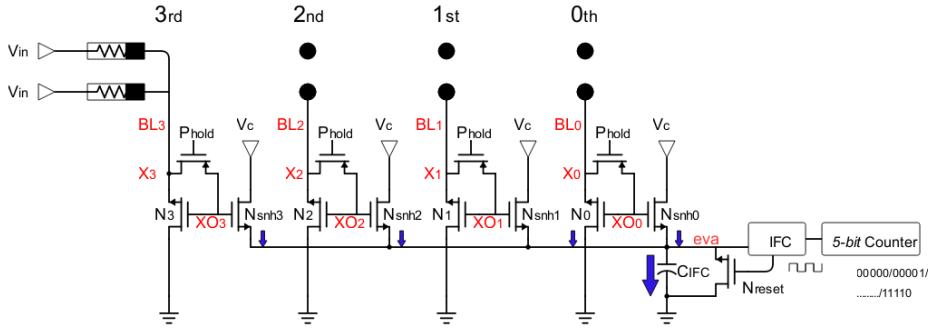 3rd 2nd 1st 0th
Vin
Vin
BL3 BL2 BL1 BL0
Phold Vc Phold Vc Phold Vc Phold Vc
X3 X2 X1 X0
N3 XO3 Nsnh3 N2 XO2 Nsnh2 N1 XO1 Nsnh1 N0 XO0 Nsnh0
eva IFC 5-bit Counter
CIFC Nreset
00000/00001/
........./11110